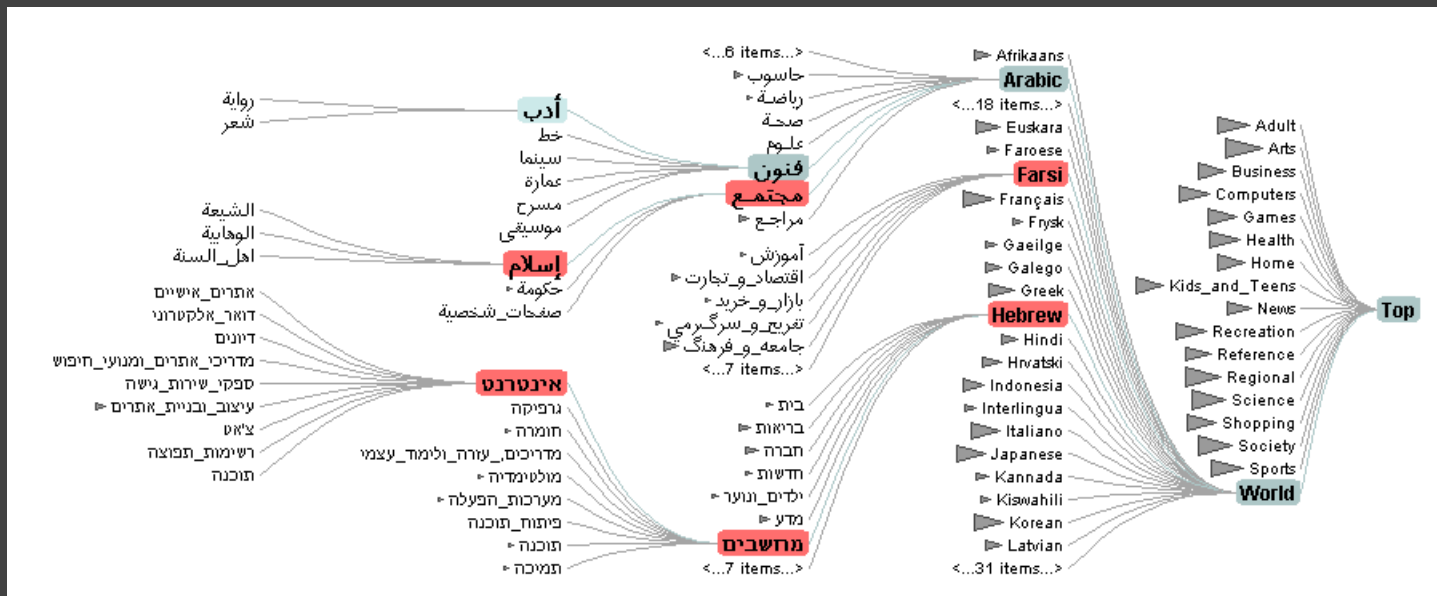 Top
Adult
Arts
Business
Computers
Games
Health
Home
Kids_and_Teens
News
Recreation
Reference
Regional
Science
Shopping
Society
Sports
World
Afrikaans
Arabic
<...18 items...>
Euskara
Faroese
Farsi
Français
Frysk
Gaeilge
Galego
Greek
Hebrew
Hindi
Hrvatski
Indonesia
Interlingua
Italiano
Japanese
Kannada
Kiswahili
Korean
Latvian
<...31 items...>
<...6 items...>
حاسوب
رياضة
صحة
علوم
فنون
مجتمع
مراجع
آموزش
اقتصاد_و_تجارت
بازار_و_خرید
تفریح_و_سرگرمي
جامعه_و_فرهنگ
<...7 items...>
בית
בריאות
חברה
חדשות
ילדים_ונוער
מדע
מחשבים
<...7 items...>
أدب
خط
سينما
عمارة
مسرح
موسيقى
إسلام
حكومة
صفحات_شخصية
אינטרנט
גרפיקה
חומרה
מדריכים,_עזרה_ולימוד_עצמי
מולטימדיה
מערכות_הפעלה
פיתוח_תוכנה
תוכנה
תמיכה
رواية
شعر
الشيعة
الوهابية
اهل_السنة
אתרים_אישיים
דואר_אלקטרוני
דיונים
מדריכי_אתרים_ומנועי_חיפוש
ספקי_שירות_גישה
עיצוב_ובניית_אתרים
צ'אט
רשימות_תפוצה
תוכנה